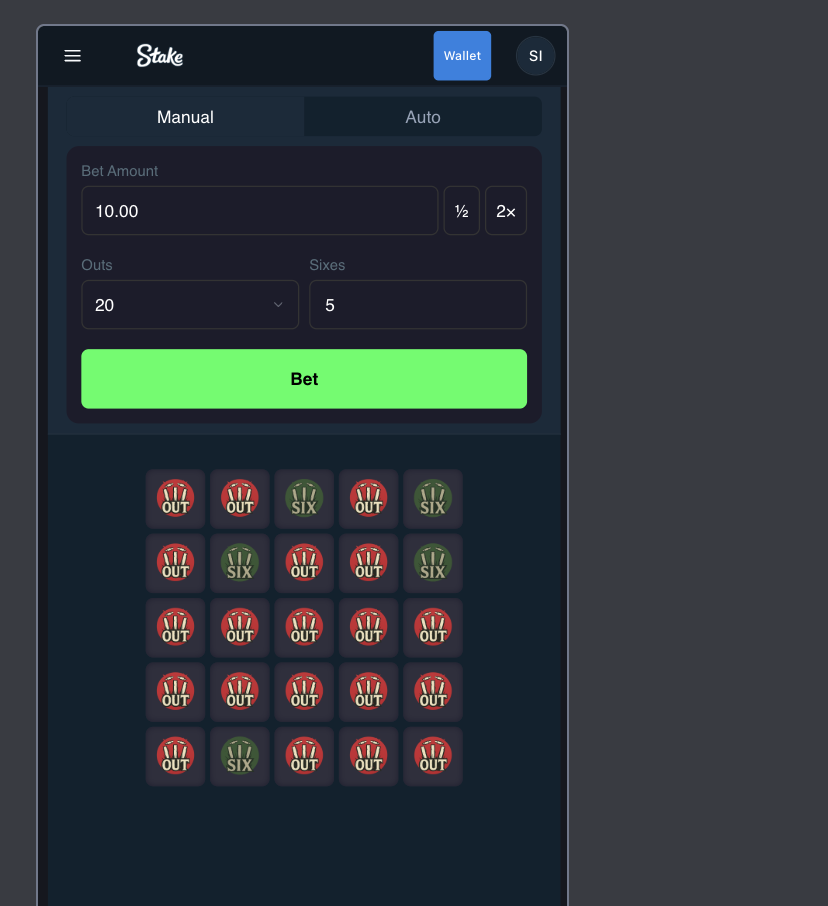 Stake
Wallet
SI
Manual
Auto
Bet Amount
10.00
½
2×
Outs
Sixes
20
5
Bet
OUT OUT SIX OUT SIX
OUT SIX OUT OUT SIX
OUT OUT OUT OUT OUT
OUT OUT OUT OUT OUT
OUT SIX OUT OUT OUT